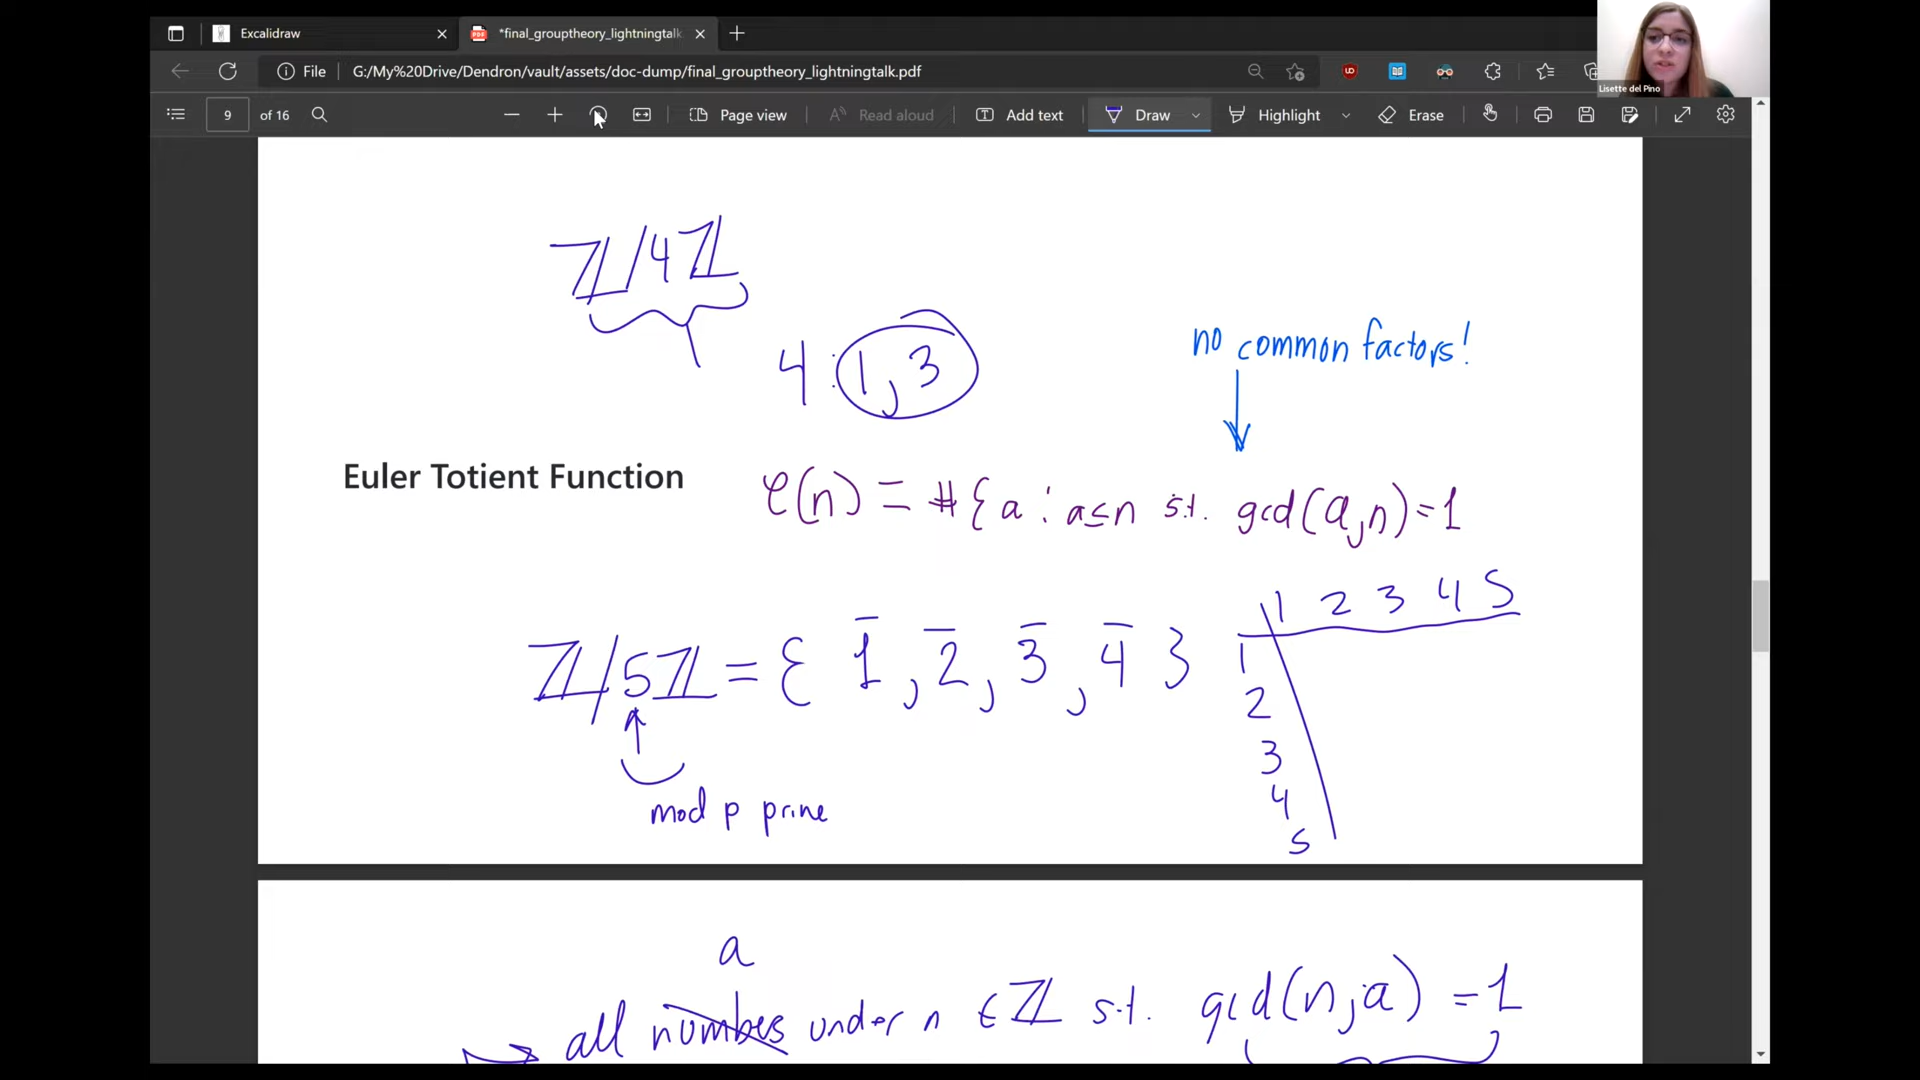 Excalidraw
*final_grouptheory_lightningtalk
File G:/My%20Drive/Dendron/vault/assets/doc-dump/final_grouptheory_lightningtalk.pdf
Lisette del Pino
9 of 16 Page view Read aloud Add text Draw Highlight Erase
ℤ/4ℤ
4 : 1, 3
no common factors!
Euler Totient Function φ(n) = #{a : a≤n s.t. gcd(a,n)=1
1 2 3 4 5
ℤ/5ℤ = { 1̄, 2̄, 3̄, 4̄ }
1
2
3
4
5
mod p prime
a
all numbers under n ∈ ℤ s.t. gcd(n,a) = 1